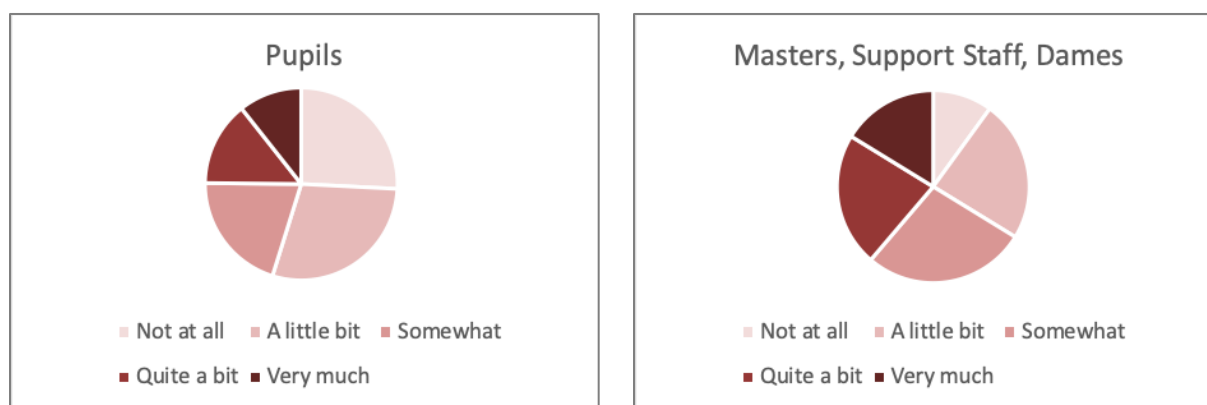 Pupils
Not at all A little bit Somewhat
Quite a bit Very much
Masters, Support Staff, Dames
Not at all A little bit Somewhat
Quite a bit Very much